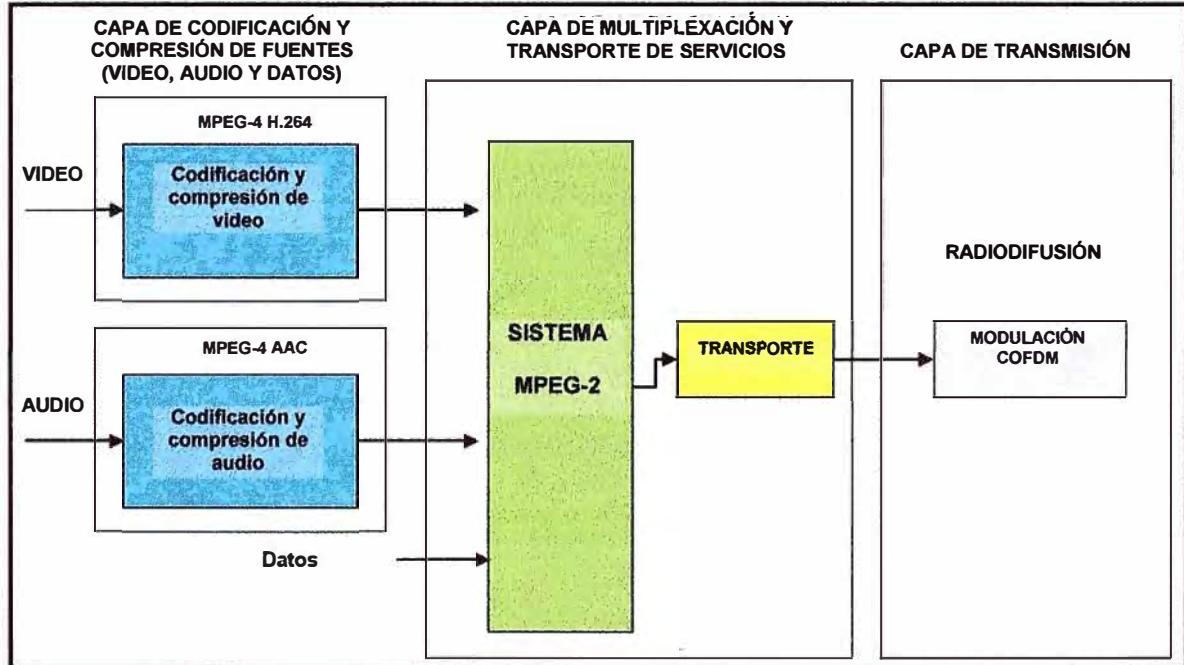 CAPA DE CODIFICACIÓN Y
COMPRESIÓN DE FUENTES
(VIDEO, AUDIO Y DATOS)
CAPA DE MULTIPLEXACIÓN Y
TRANSPORTE DE SERVICIOS
CAPA DE TRANSMISIÓN
MPEG-4 H.264
VIDEO
Codificación y
compresión de
video
MPEG-4 AAC
AUDIO
Codificación y
compresión de
audio
Datos
SISTEMA
MPEG-2
TRANSPORTE
RADIODIFUSIÓN
MODULACIÓN
COFDM